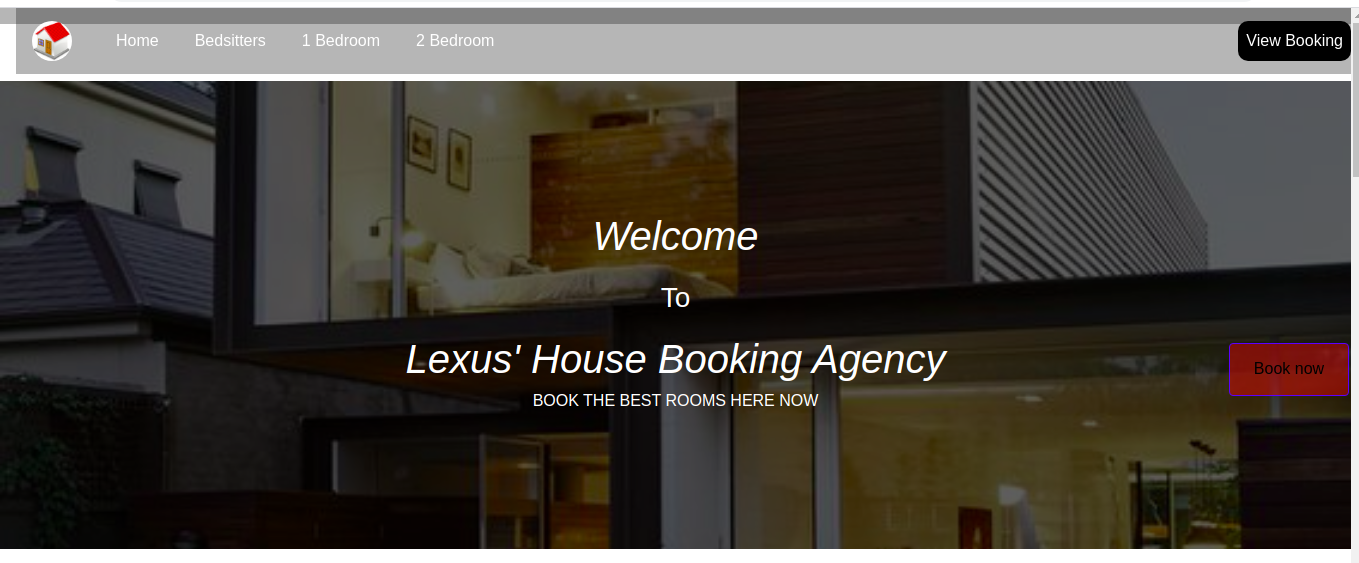 Home Bedsitters 1 Bedroom 2 Bedroom View Booking
Welcome
To
Lexus' House Booking Agency
Book now
BOOK THE BEST ROOMS HERE NOW